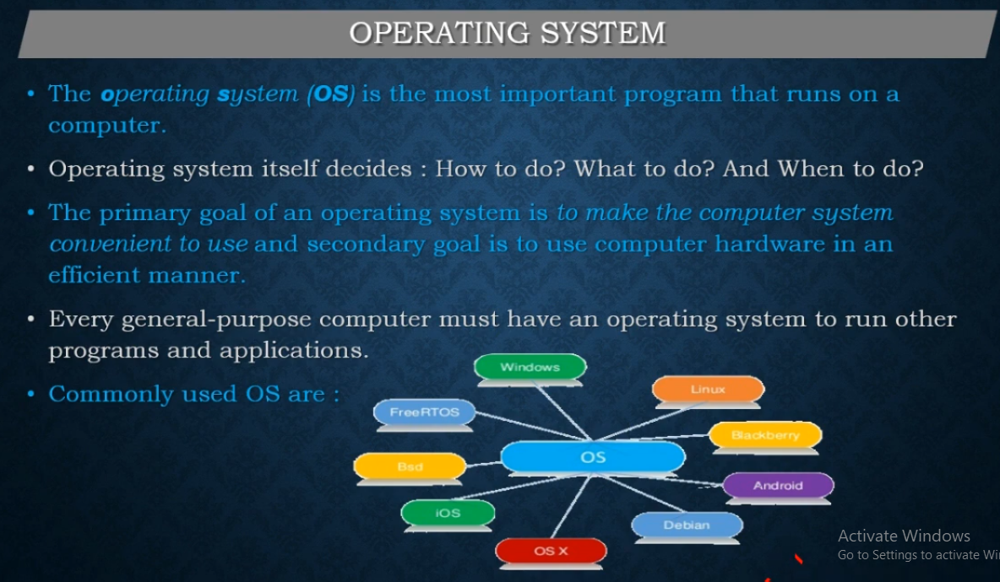 OPERATING SYSTEM
• The operating system (OS) is the most important program that runs on a
computer.
• Operating system itself decides : How to do? What to do? And When to do?
• The primary goal of an operating system is to make the computer system
convenient to use and secondary goal is to use computer hardware in an
efficient manner.
• Every general-purpose computer must have an operating system to run other
programs and applications.
• Commonly used OS are :
Windows
Linux
FreeRTOS
Blackberry
OS
Bsd
Android
iOS
Debian
OS X
Activate Windows
Go to Settings to activate Wi